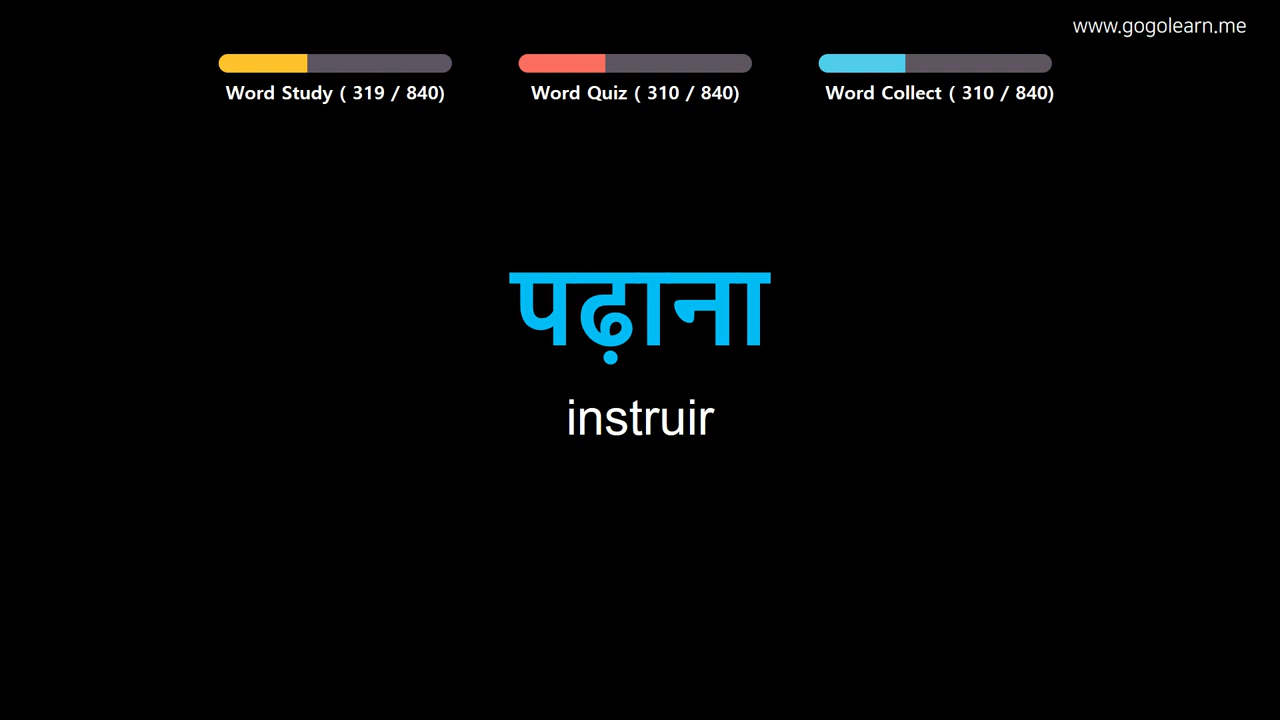 www.gogolearn.me
Word Study ( 319 / 840)
Word Quiz ( 310 / 840)
Word Collect ( 310 / 840)
पढ़ाना
instruir